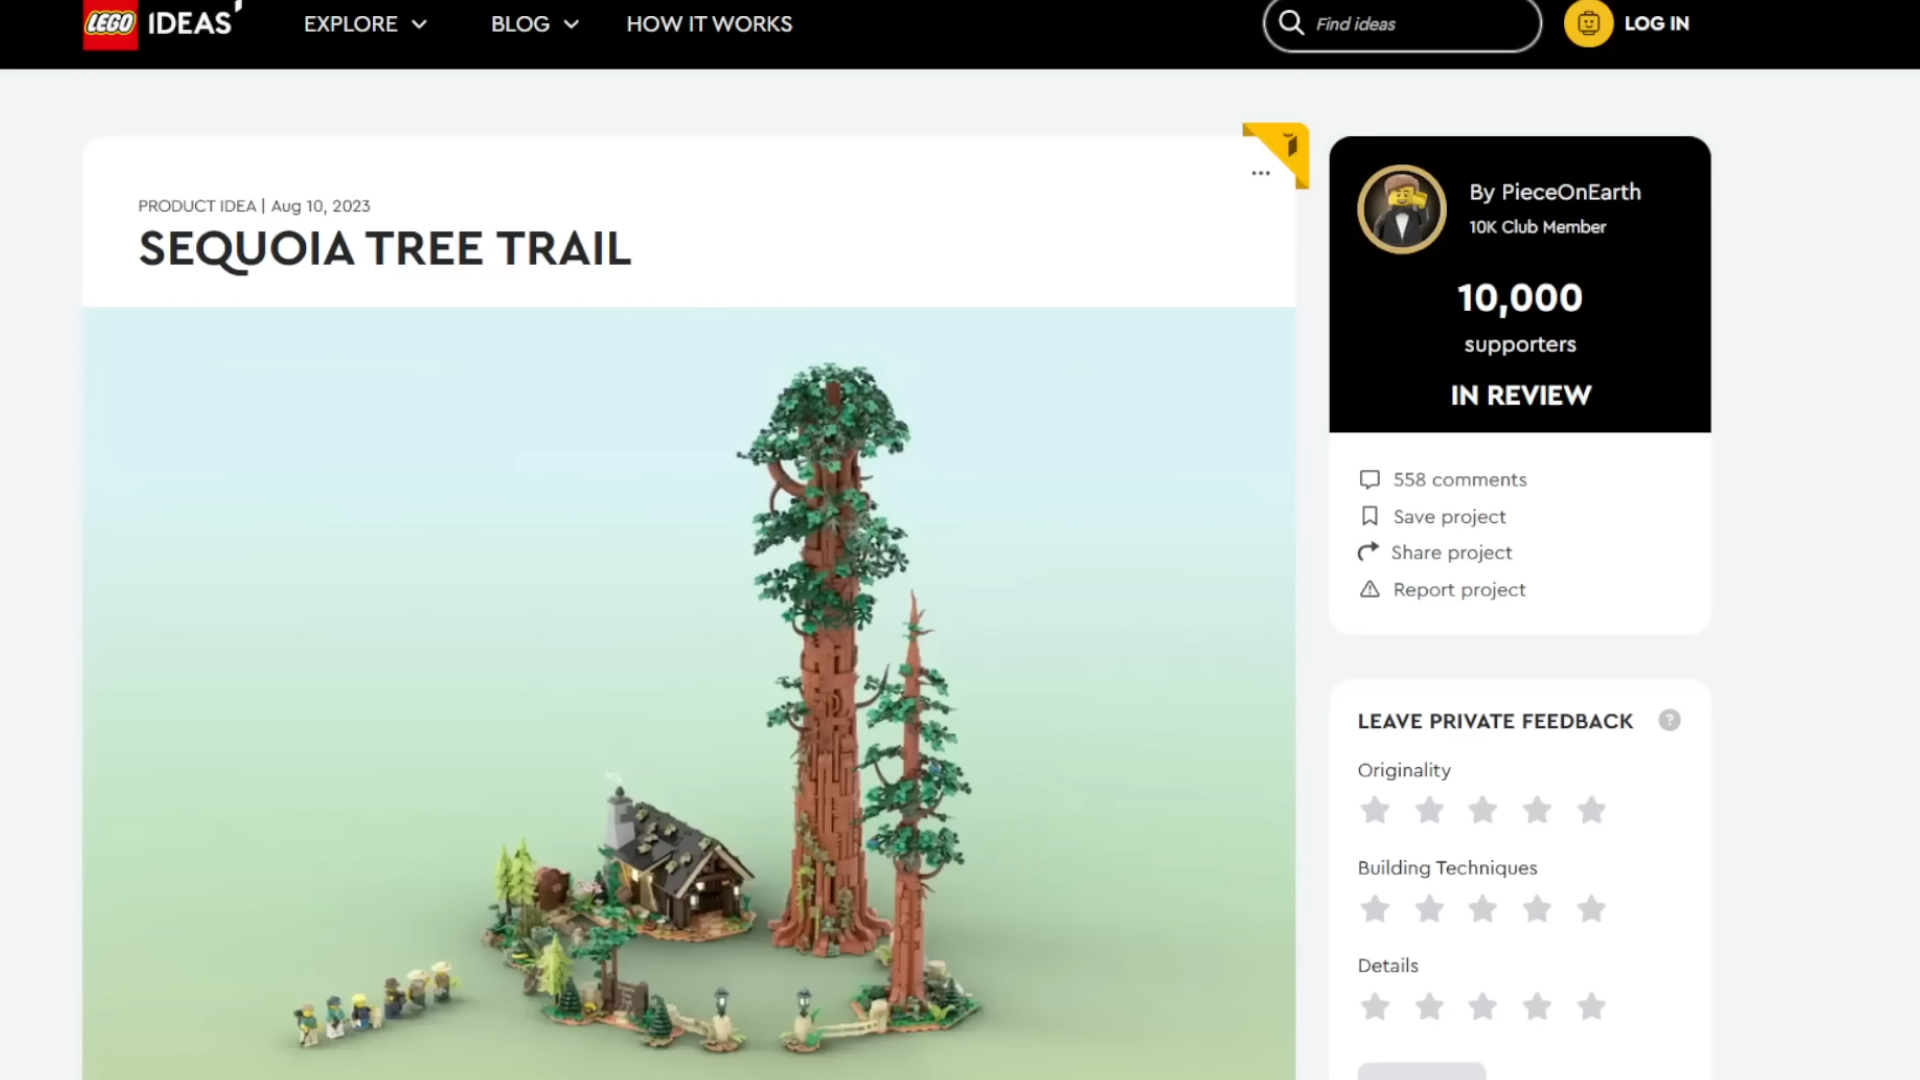 LEGO IDEAS
EXPLORE
BLOG
HOW IT WORKS
Find ideas
LOG IN
PRODUCT IDEA | Aug 10, 2023
SEQUOIA TREE TRAIL
By PieceOnEarth
10K Club Member
10,000
supporters
IN REVIEW
558 comments
Save project
Share project
Report project
LEAVE PRIVATE FEEDBACK ?
Originality
Building Techniques
Details